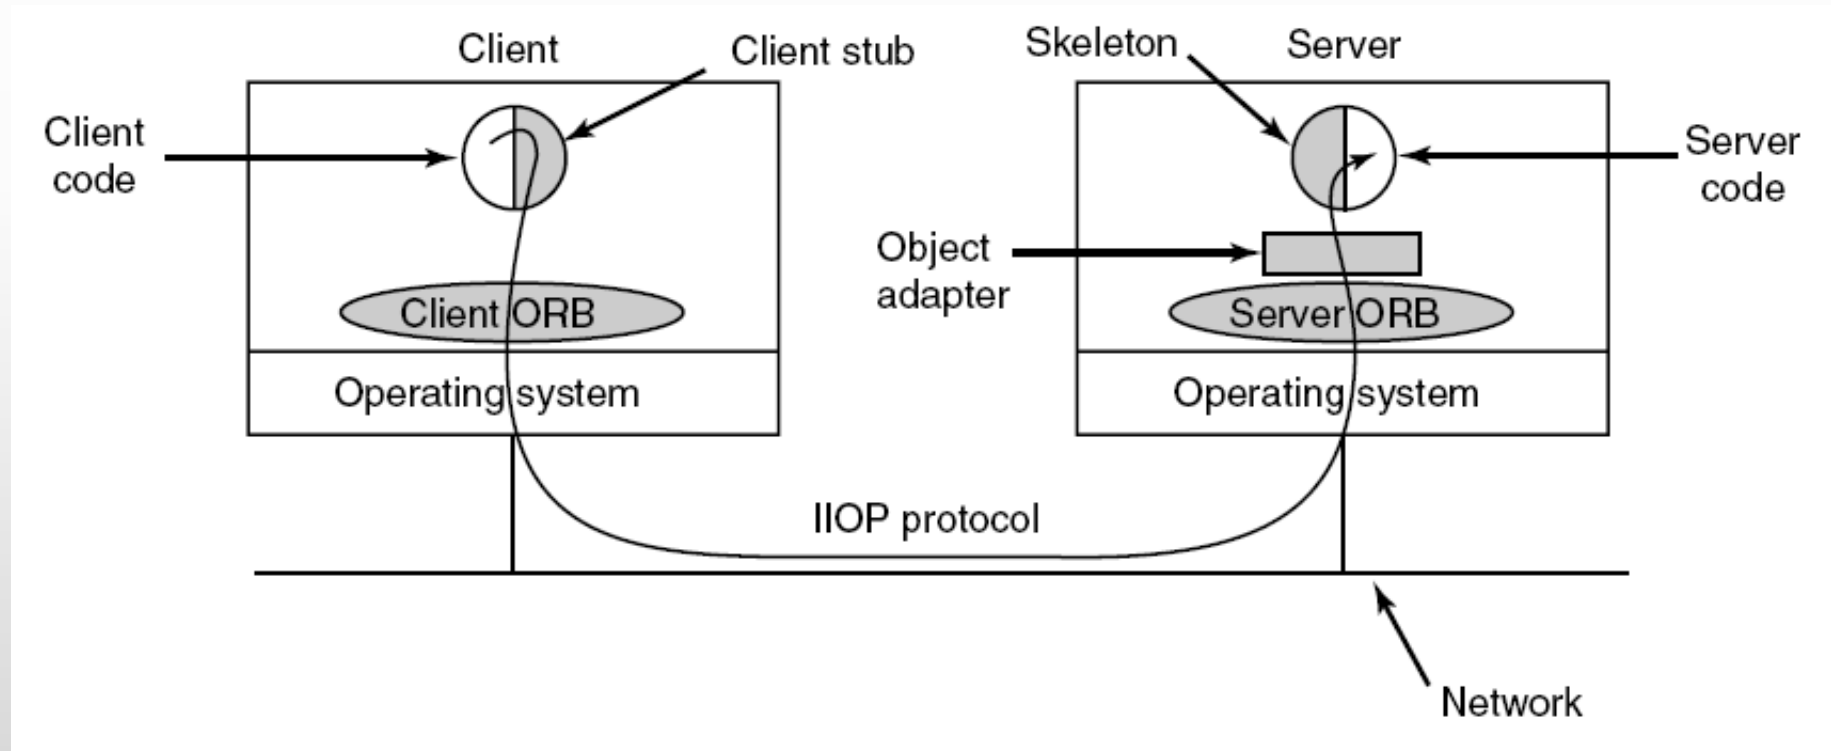 Client
Client stub
Skeleton
Server
Client
code
Server
code
Object
adapter
Client ORB
Server ORB
Operating system
Operating system
IIOP protocol
Network